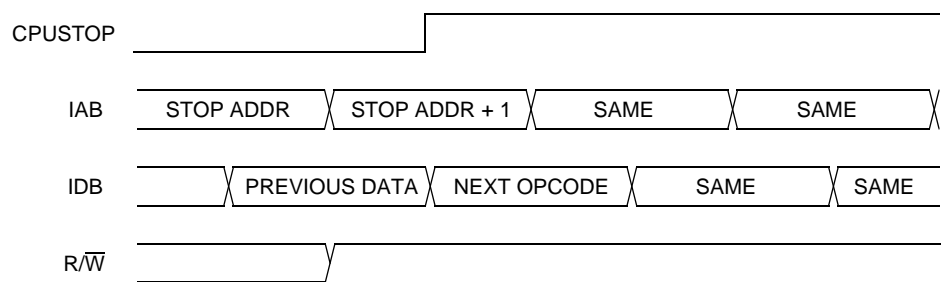 CPUSTOP
IAB STOP ADDR STOP ADDR + 1 SAME SAME
IDB PREVIOUS DATA NEXT OPCODE SAME SAME
R/W̅